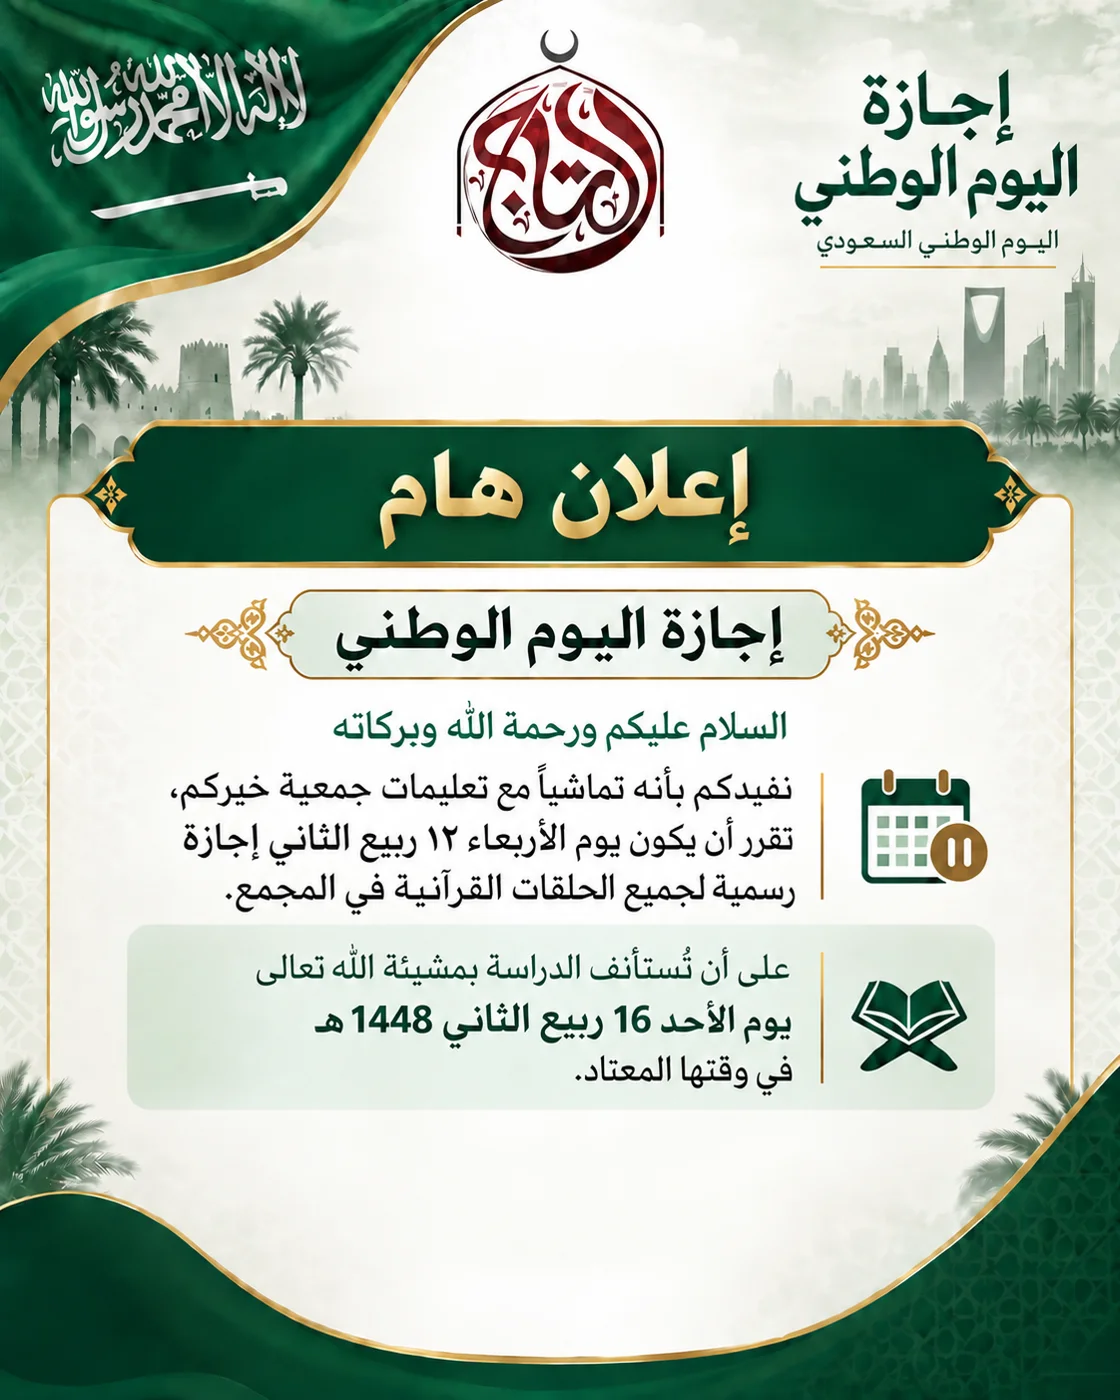 لا إله إلا الله محمد رسول الله
التاج
إجازة
اليوم الوطني
اليوم الوطني السعودي
إعلان هام
إجازة اليوم الوطني
السلام عليكم ورحمة الله وبركاته
نفيدكم بأنه تماشياً مع تعليمات جمعية خيركم،
تقرر أن يكون يوم الأربعاء ١٢ ربيع الثاني إجازة
رسمية لجميع الحلقات القرآنية في المجمع.
على أن تُستأنف الدراسة بمشيئة الله تعالى
يوم الأحد 16 ربيع الثاني 1448 هـ
في وقتها المعتاد.